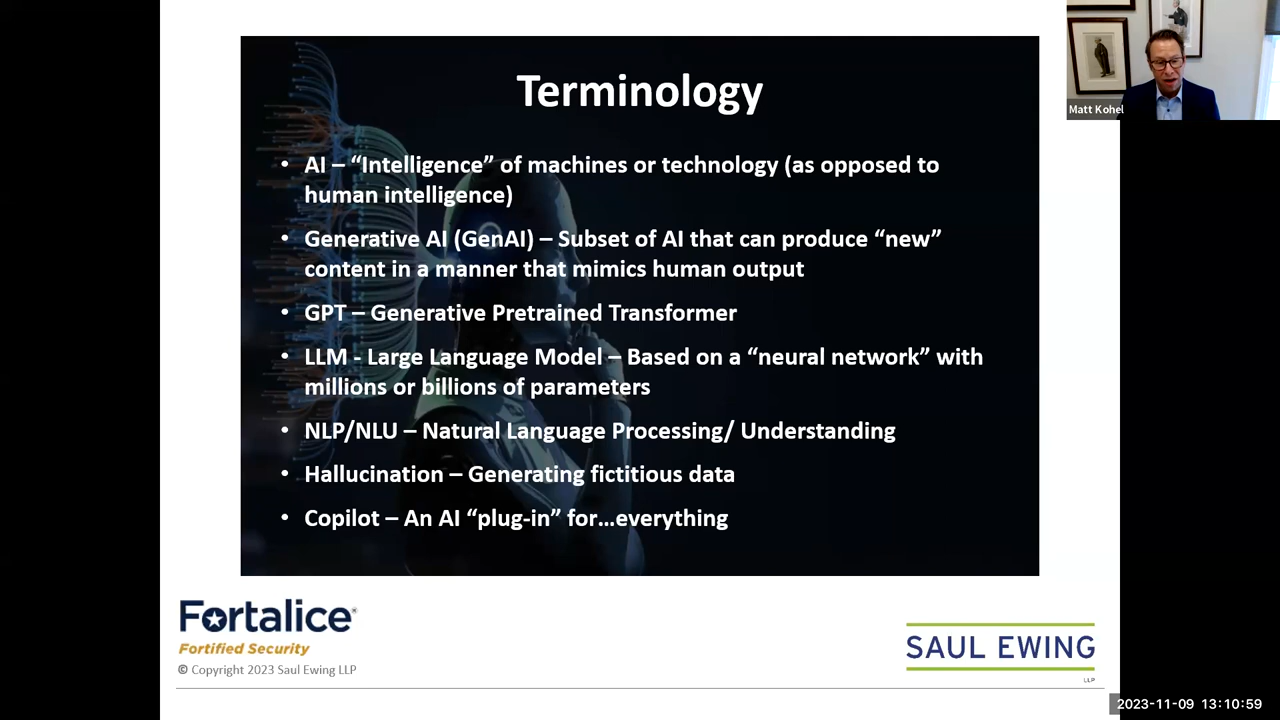 Terminology
• AI – “Intelligence” of machines or technology (as opposed to
human intelligence)
• Generative AI (GenAI) – Subset of AI that can produce “new”
content in a manner that mimics human output
• GPT – Generative Pretrained Transformer
• LLM - Large Language Model – Based on a “neural network” with
millions or billions of parameters
• NLP/NLU – Natural Language Processing/ Understanding
• Hallucination – Generating fictitious data
• Copilot – An AI “plug-in” for…everything
Matt Kohel
Fortalice®
Fortified Security
© Copyright 2023 Saul Ewing LLP
SAUL EWING
LLP
2023-11-09 13:10:59